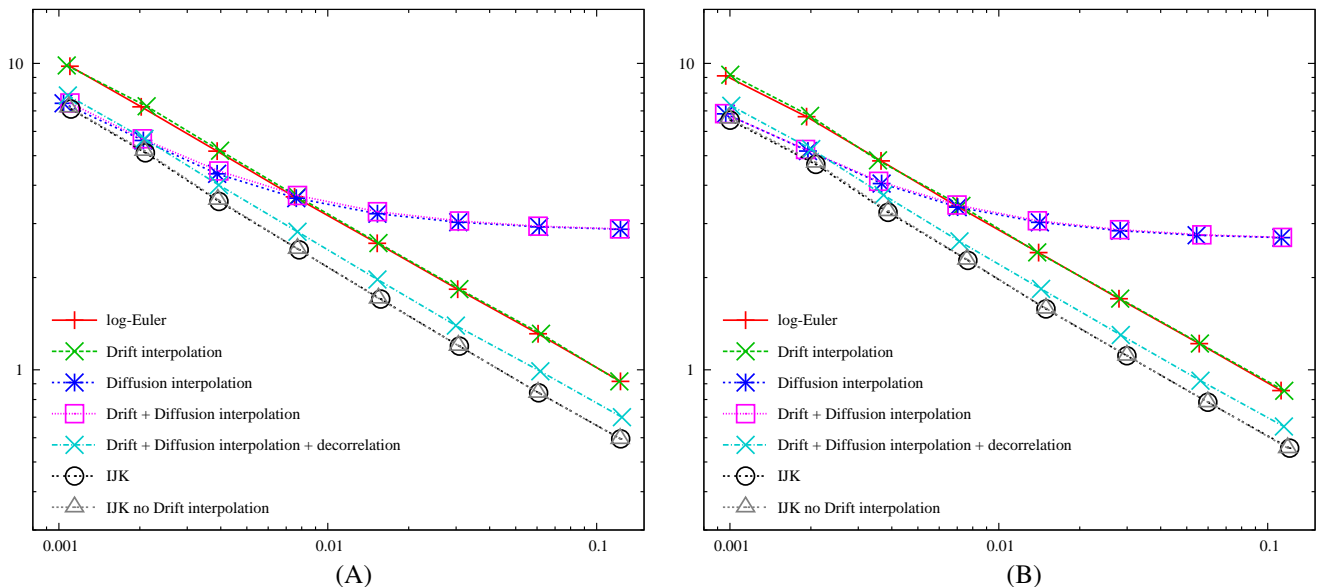 10
1
log-Euler
Drift interpolation
Diffusion interpolation
Drift + Diffusion interpolation
Drift + Diffusion interpolation + decorrelation
IJK
IJK no Drift interpolation
0.001 0.01 0.1
(A)
10
1
log-Euler
Drift interpolation
Diffusion interpolation
Drift + Diffusion interpolation
Drift + Diffusion interpolation + decorrelation
IJK
IJK no Drift interpolation
0.001 0.01 0.1
(B)